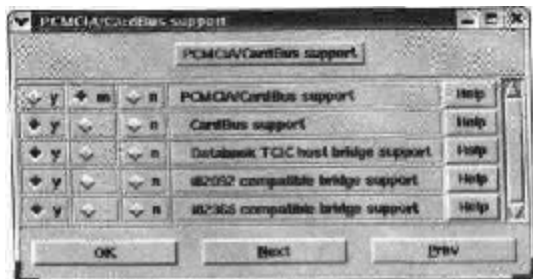 PCMCIA/CardBus support
PCMCIA/CardBus support
y m n PCMCIA/CardBus support Help
y n CardBus support Help
y n Databook TCIC host bridge support Help
y n i82092 compatible bridge support Help
y n i82365 compatible bridge support Help
OK Next Prev